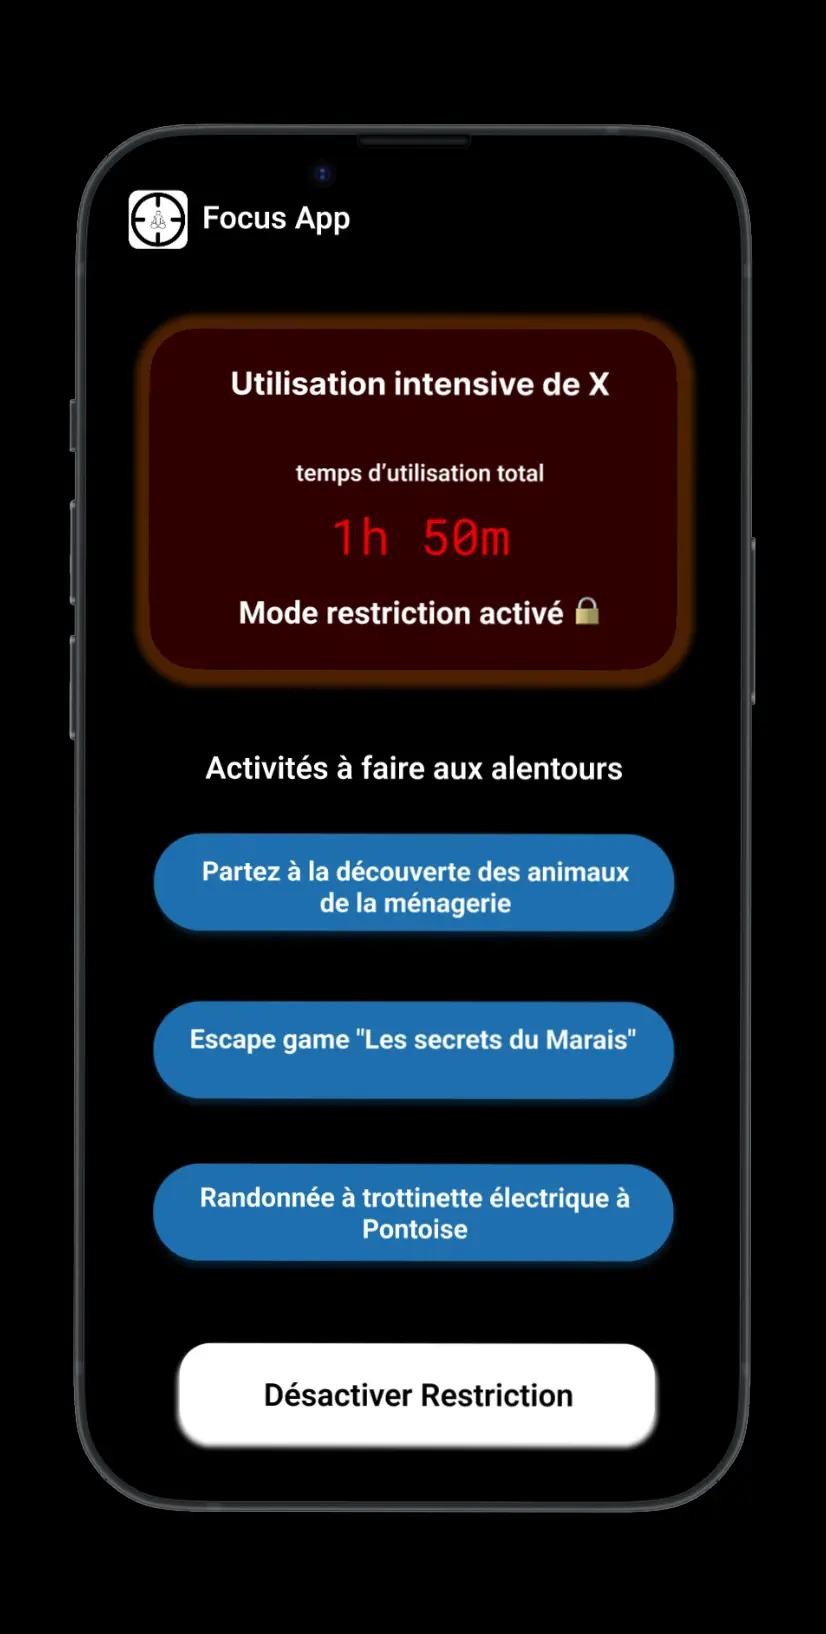 Focus App
Utilisation intensive de X
temps d’utilisation total
1h 50m
Mode restriction activé 🔒
Activités à faire aux alentours
Partez à la découverte des animaux
de la ménagerie
Escape game "Les secrets du Marais"
Randonnée à trottinette électrique à
Pontoise
Désactiver Restriction